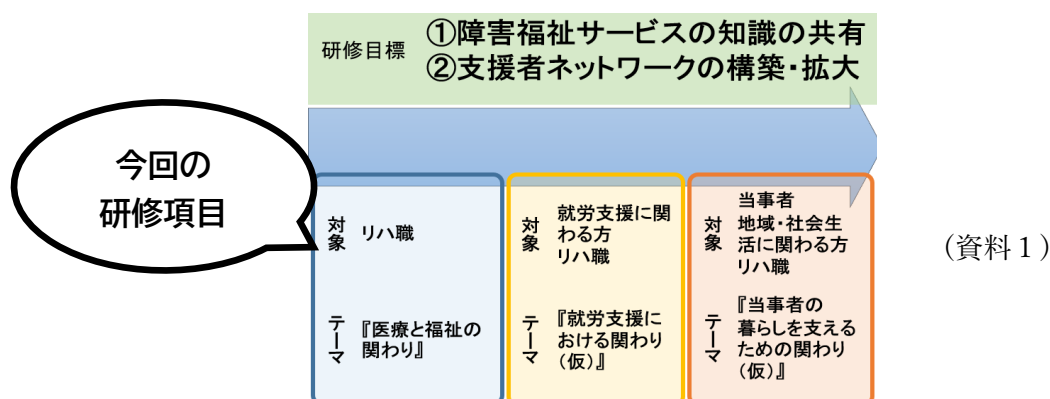 研修目標
①障害福祉サービスの知識の共有
②支援者ネットワークの構築・拡大
今回の
研修項目
対象
リハ職
テーマ
『医療と福祉の
関わり』
対象
就労支援に関
わる方
リハ職
テーマ
『就労支援に
おける関わり
(仮)』
対象
当事者
地域・社会生
活に関わる方
リハ職
テーマ
『当事者の
暮らしを支える
ための関わり
(仮)』
(資料1)